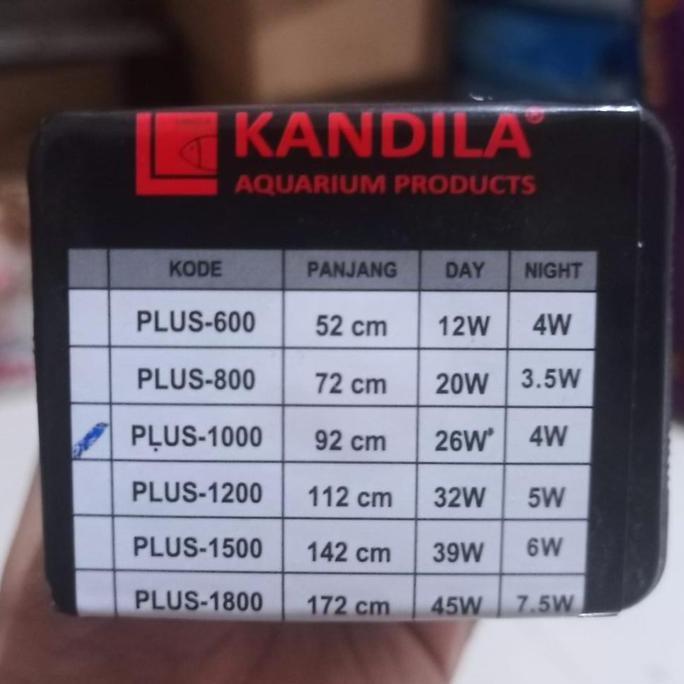 KANDILA®
AQUARIUM PRODUCTS
KODE PANJANG DAY NIGHT
PLUS-600 52 cm 12W 4W
PLUS-800 72 cm 20W 3.5W
PLUS-1000 92 cm 26W 4W
PLUS-1200 112 cm 32W 5W
PLUS-1500 142 cm 39W 6W
PLUS-1800 172 cm 45W 7.5W